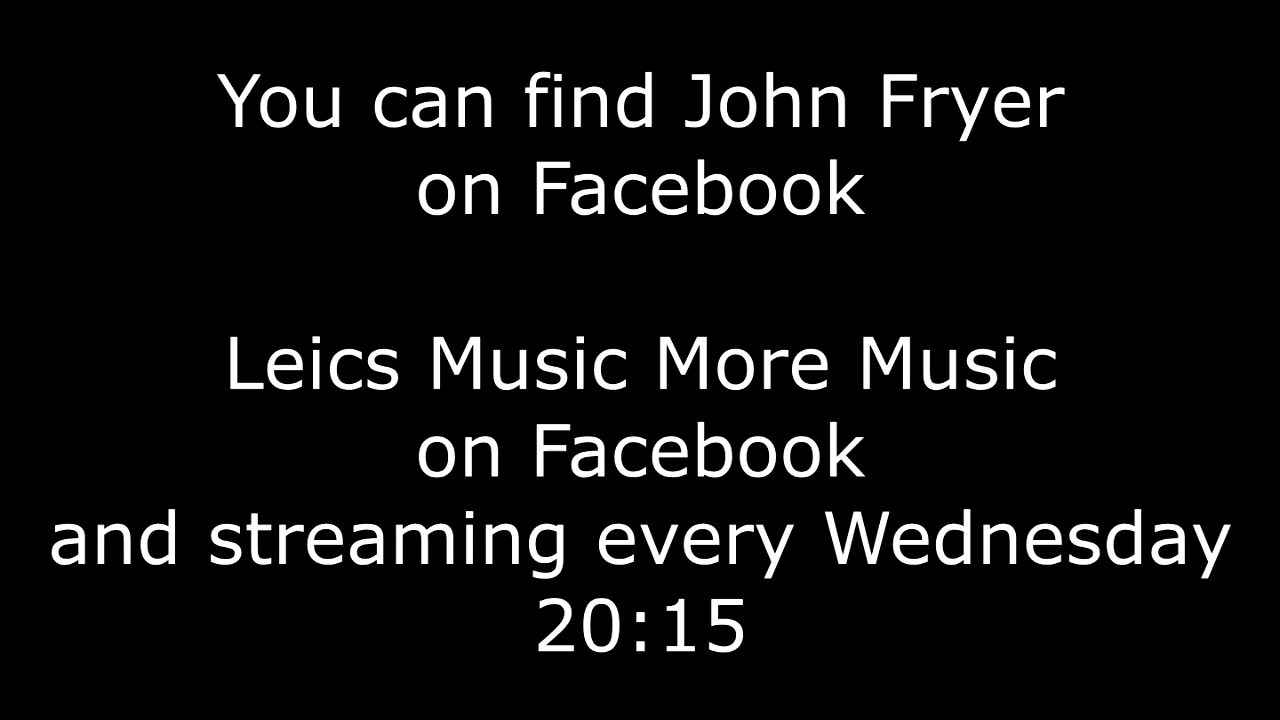 You can find John Fryer
on Facebook
Leics Music More Music
on Facebook
and streaming every Wednesday
20:15